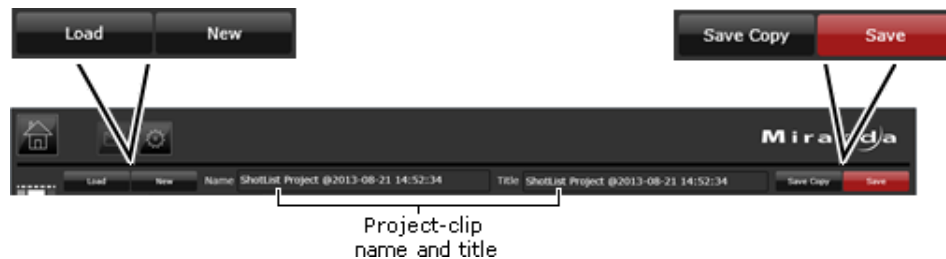 Load New
Save Copy Save
Miranda
Load New Name ShotList Project @2013-08-21 14:52:34 Title ShotList Project @2013-08-21 14:52:34 Save Copy Save
Project-clip
name and title